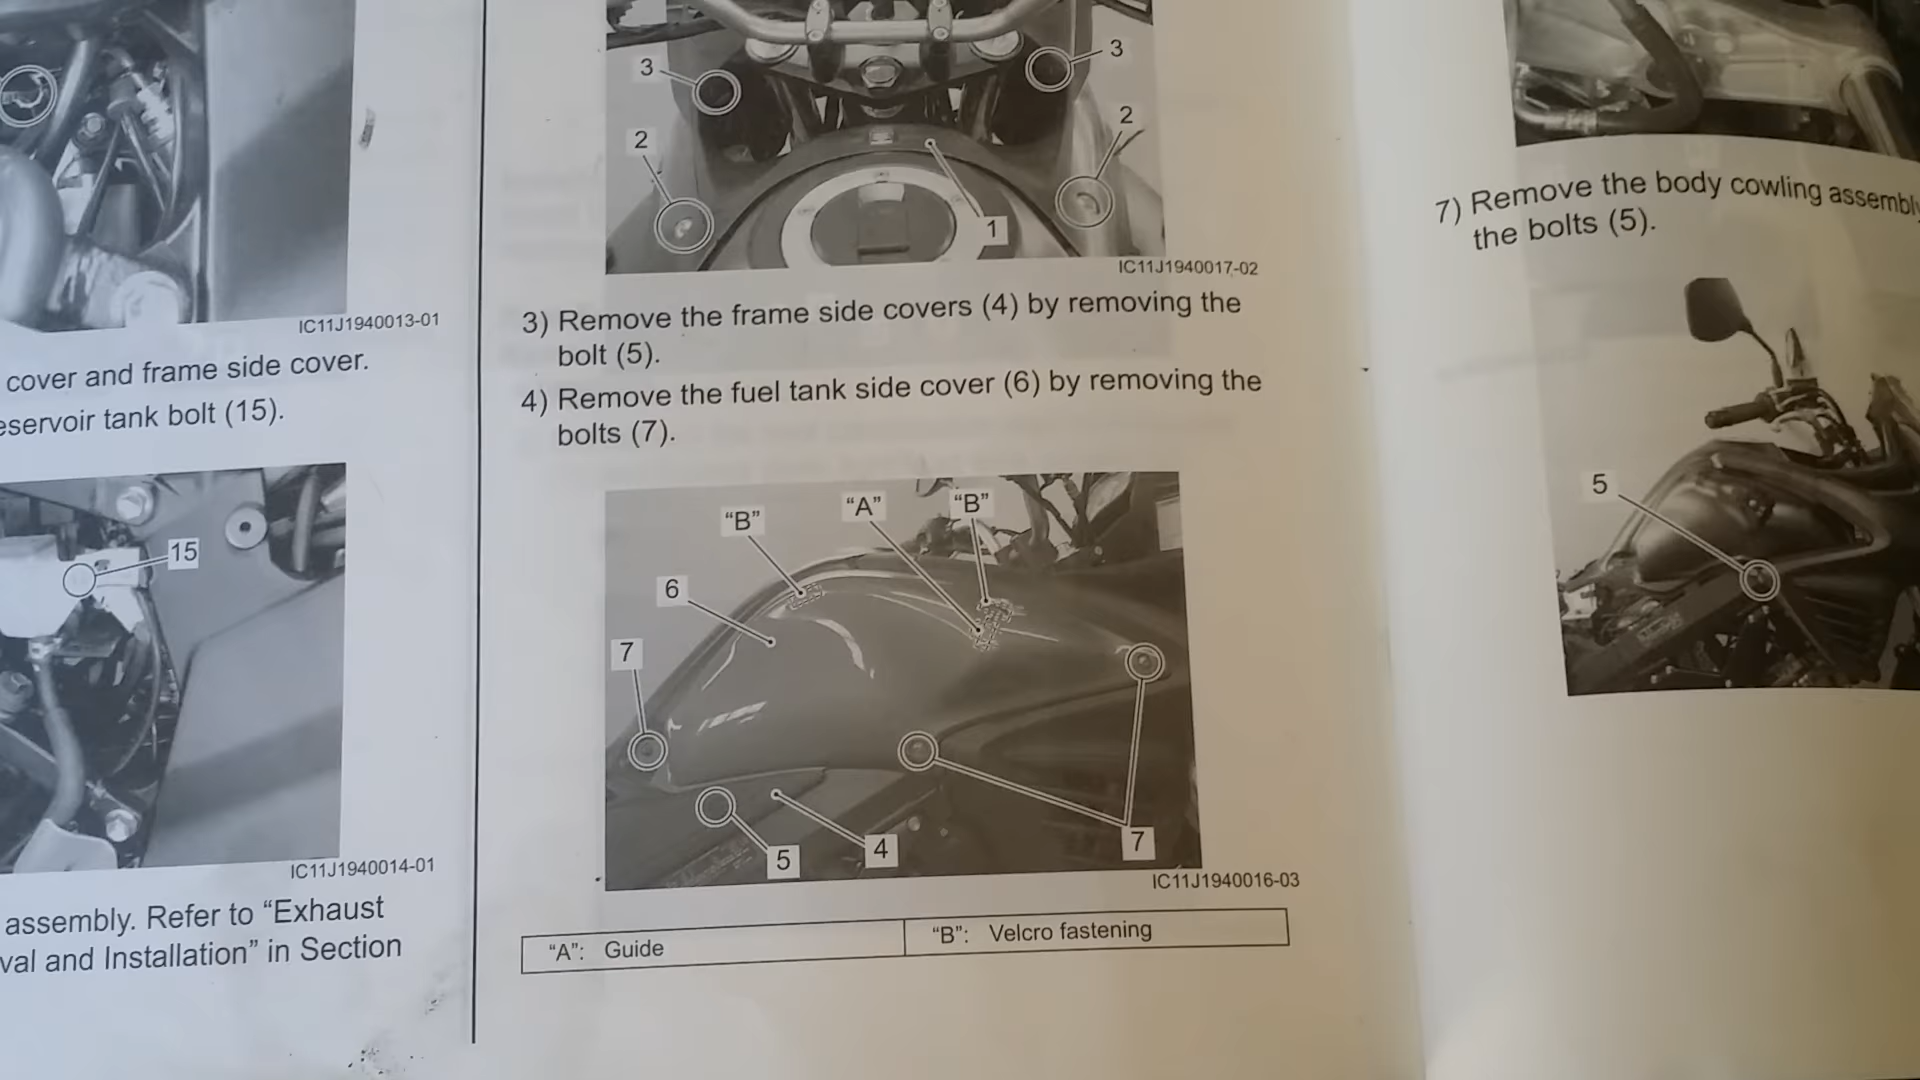 IC11J1940013-01
cover and frame side cover.
eservoir tank bolt (15).
15
IC11J1940014-01
assembly. Refer to “Exhaust
val and Installation” in Section
3
3
2
2
1
IC11J1940017-02
3) Remove the frame side covers (4) by removing the
bolt (5).
4) Remove the fuel tank side cover (6) by removing the
bolts (7).
“B”
“A”
“B”
6
7
5
4
7
IC11J1940016-03
“A”: Guide
“B”: Velcro fastening
7) Remove the body cowling assembly
the bolts (5).
5